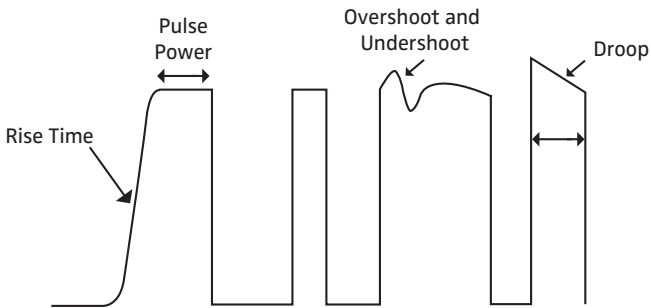 Pulse
Power
Overshoot and
Undershoot
Droop
Rise Time